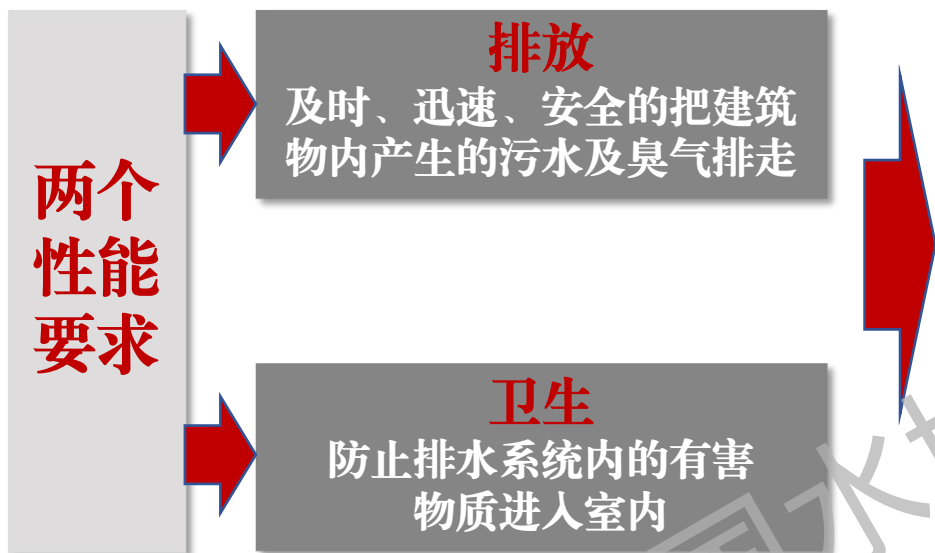 两个
性能
要求
排放
及时、迅速、安全的把建筑
物内产生的污水及臭气排走
卫生
防止排水系统内的有害
物质进入室内